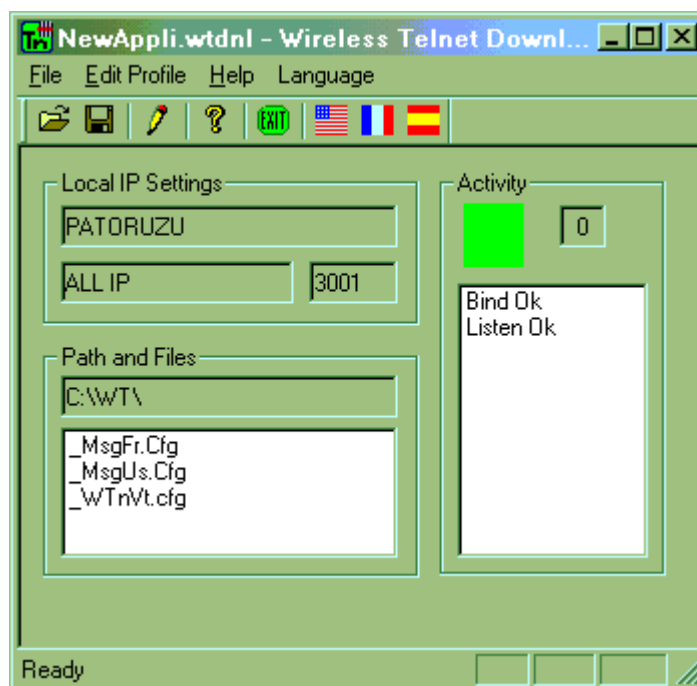 NewAppli.wtdnl - Wireless Telnet Downl...
File Edit Profile Help Language
EXIT
Local IP Settings
PATORUZU
ALL IP 3001
Path and Files
C:\WT\
_MsgFr.Cfg
_MsgUs.Cfg
_WTnVt.cfg
Activity
0
Bind Ok
Listen Ok
Ready